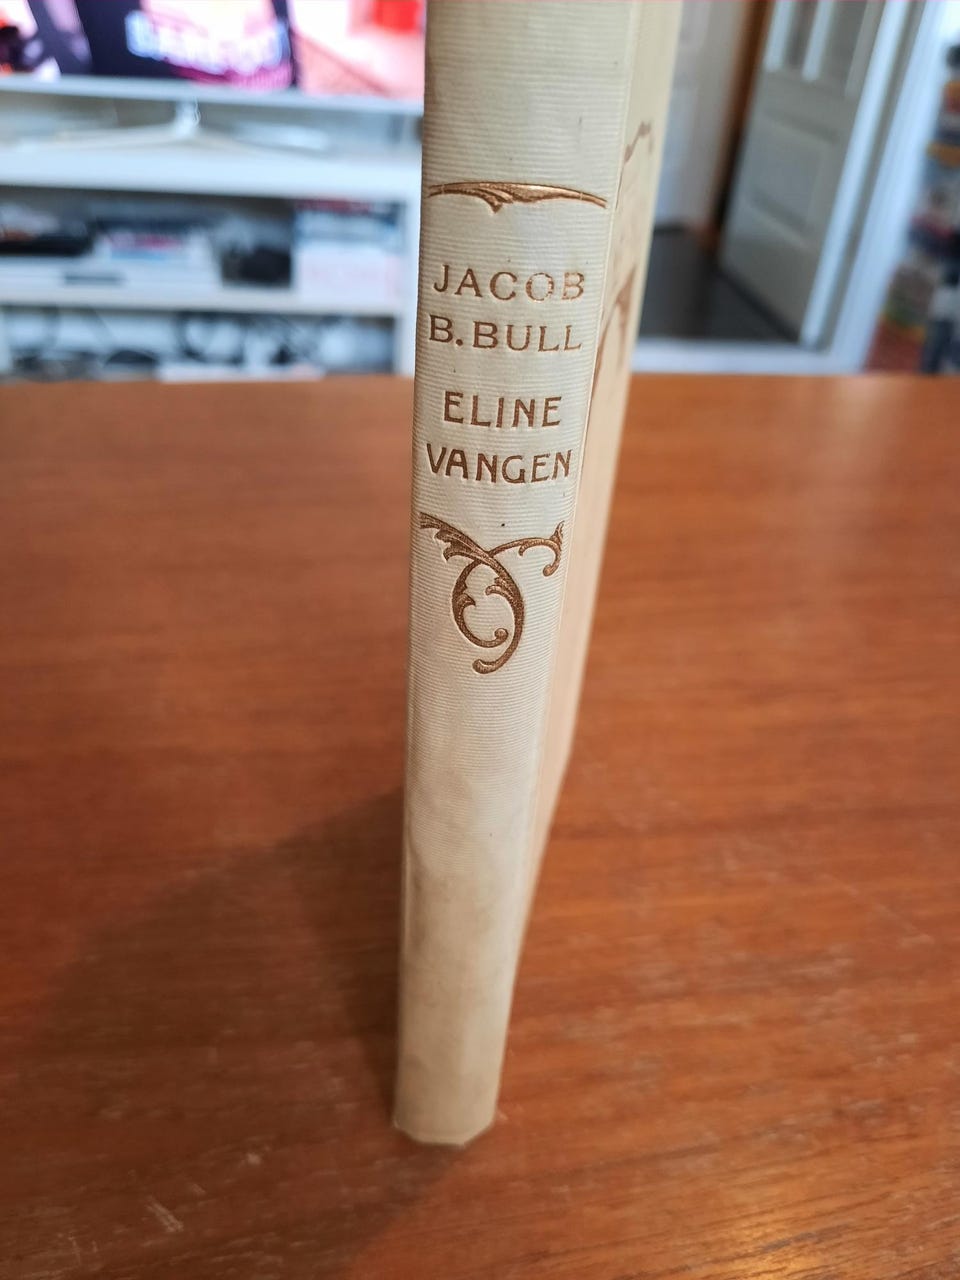 JACOB
B. BULL
ELINE
VANGEN